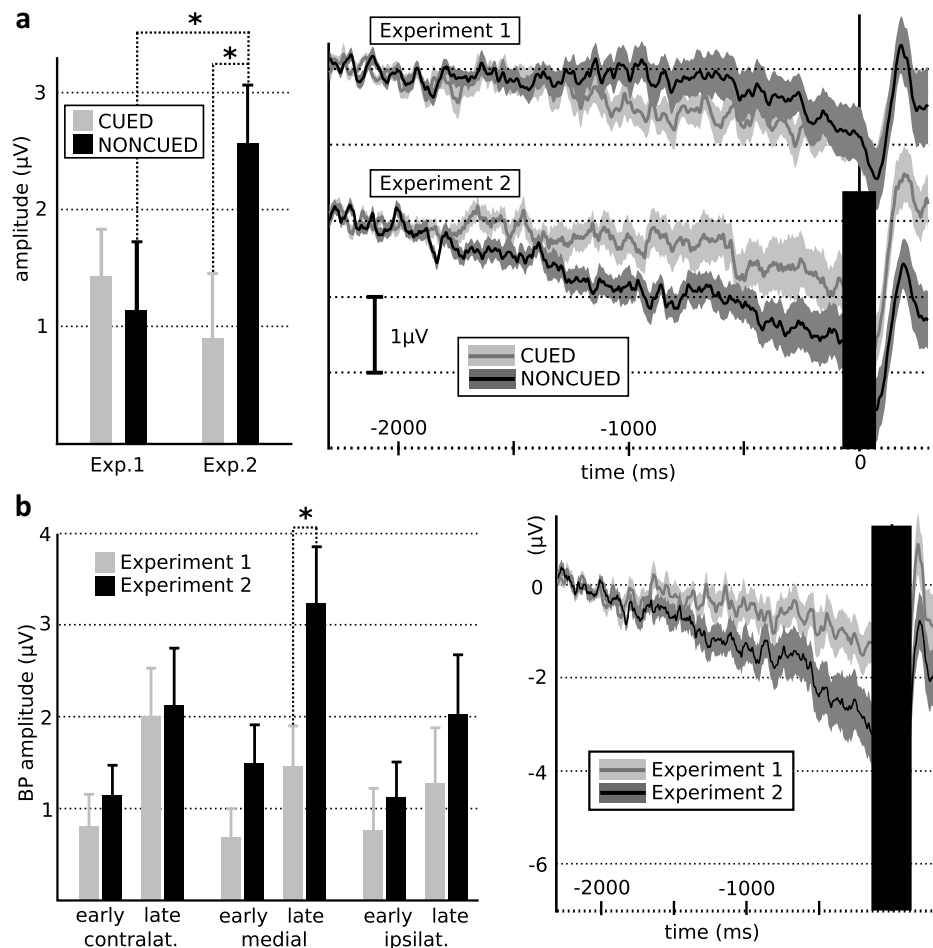 a
*
*
3
2
1
amplitude (µV)
CUED
NONCUED
Exp.1 Exp.2
Experiment 1
Experiment 2
1µV
CUED
NONCUED
-2000 -1000 0
time (ms)
b
4
3
2
1
BP amplitude (µV)
*
Experiment 1
Experiment 2
early late early late early late
contralat. medial ipsilat.
(µV)
0
-2
-4
-6
Experiment 1
Experiment 2
-2000 -1000
time (ms)